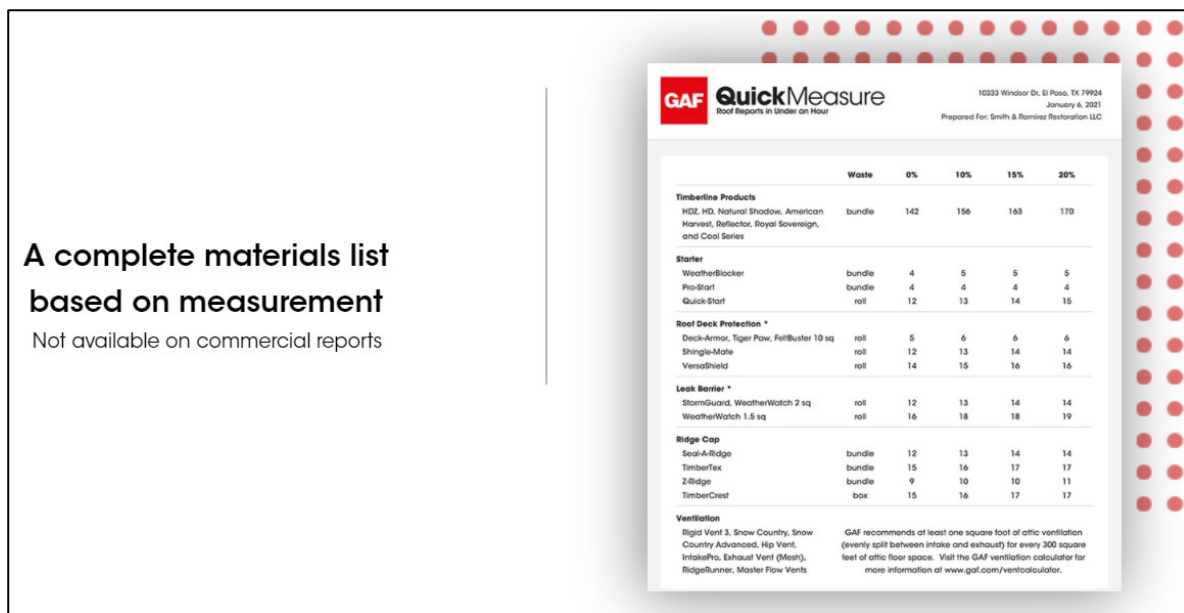 A complete materials list
based on measurement
Not available on commercial reports
GAF QuickMeasure
Roof Reports in Under an Hour
10333 Windsor Dr, El Paso, TX 79924
January 6, 2021
Prepared For: Smith & Ramirez Restoration LLC
Waste 0% 10% 15% 20%
Timberline Products
HDZ, HD, Natural Shadow, American bundle 142 156 163 170
Harvest, Reflector, Royal Sovereign,
and Cool Series
Starter
WeatherBlocker bundle 4 5 5 5
Pro-Start bundle 4 4 4 4
Quick-Start roll 12 13 14 15
Roof Deck Protection *
Deck-Armor, Tiger Paw, FeltBuster 10 sq roll 5 6 6 6
Shingle-Mate roll 12 13 14 14
VersaShield roll 14 15 16 16
Leak Barrier *
StormGuard, WeatherWatch 2 sq roll 12 13 14 14
WeatherWatch 1.5 sq roll 16 18 18 19
Ridge Cap
Seal-A-Ridge bundle 12 13 14 14
TimberTex bundle 15 16 17 17
Z-Ridge bundle 9 10 10 11
TimberCrest box 15 16 17 17
Ventilation
Rigid Vent 3, Snow Country, Snow
Country Advanced, Hip Vent,
IntakePro, Exhaust Vent (Mesh),
RidgeRunner, Master Flow Vents
GAF recommends at least one square foot of attic ventilation
(evenly split between intake and exhaust) for every 300 square
feet of attic floor space. Visit the GAF ventilation calculator for
more information at www.gaf.com/ventcalculator.